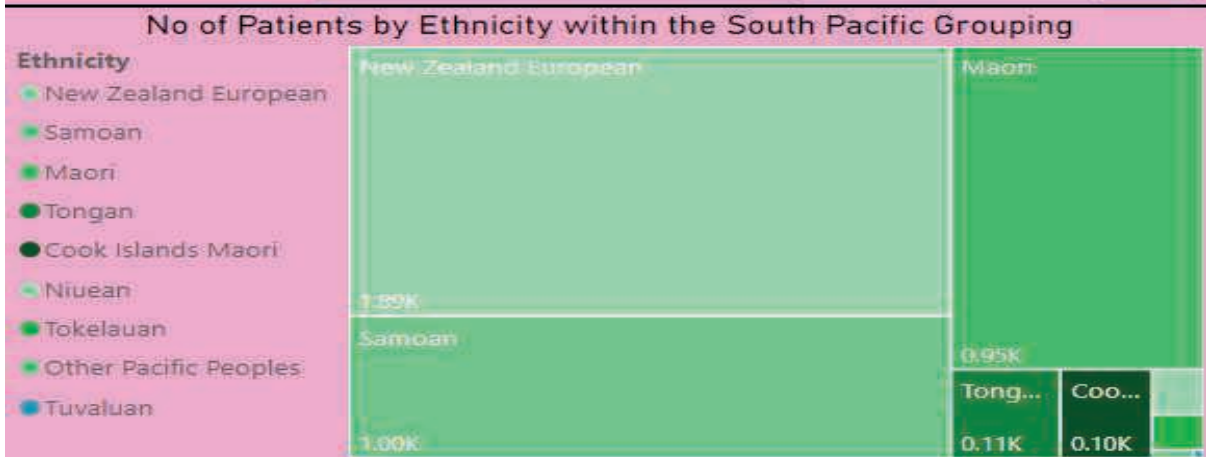 No of Patients by Ethnicity within the South Pacific Grouping
Ethnicity
New Zealand European
Samoan
Maori
Tongan
Cook Islands Maori
Niuean
Tokelauan
Other Pacific Peoples
Tuvaluan
New Zealand European
1.89K
Samoan
1.00K
Maori
0.95K
Tong...
0.11K
Coo...
0.10K